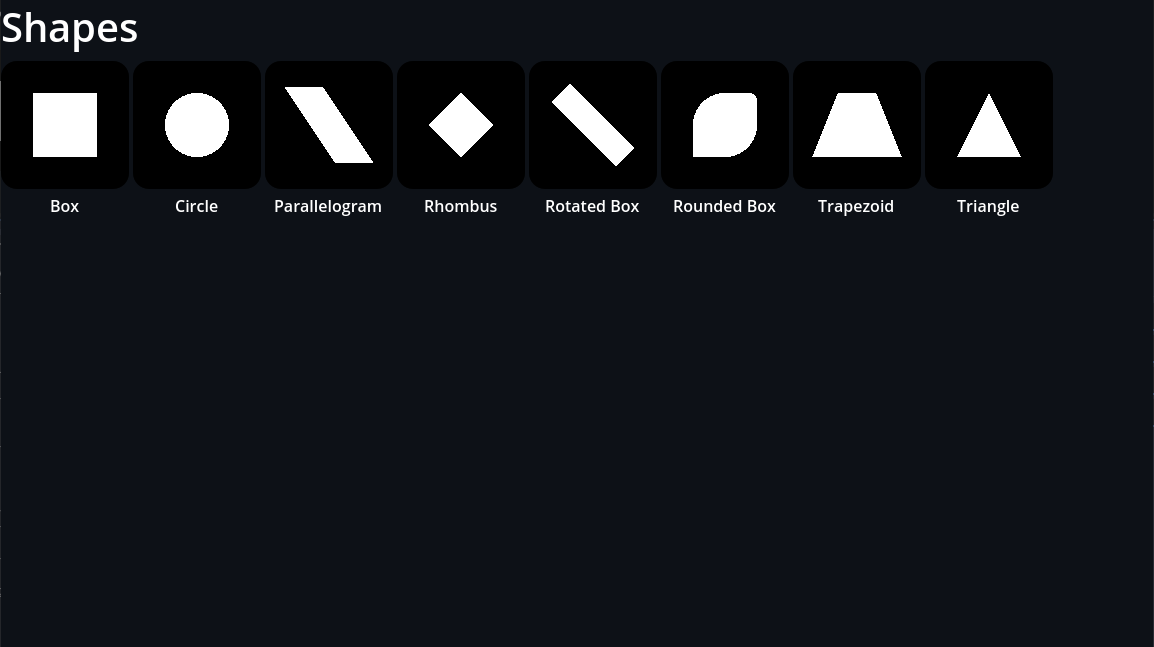 Shapes
Box
Circle
Parallelogram
Rhombus
Rotated Box
Rounded Box
Trapezoid
Triangle